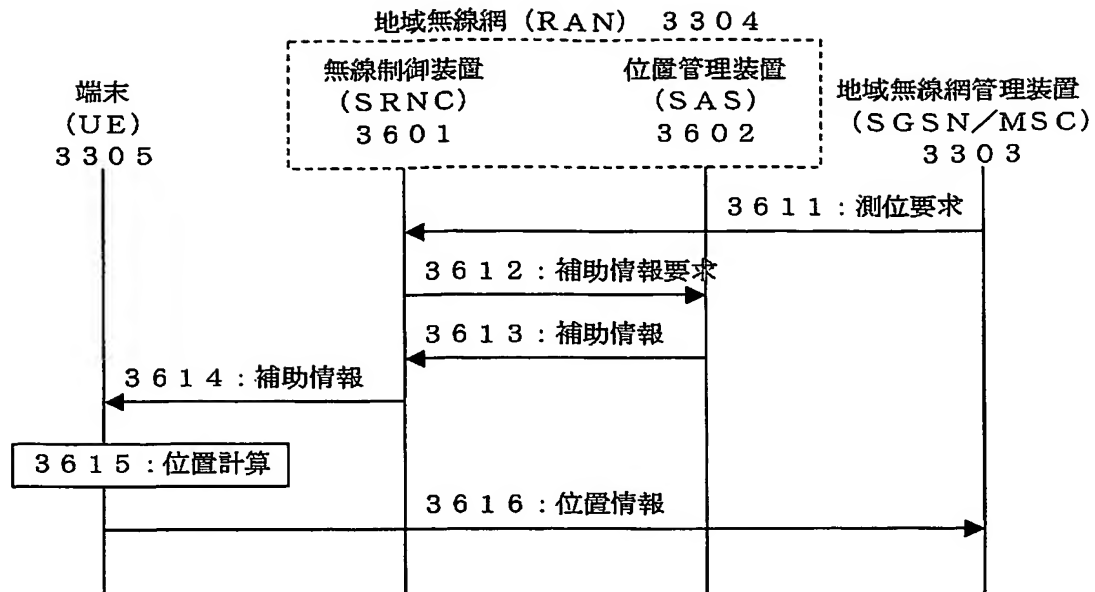 地域無線網（ＲＡＮ） ３３０４
無線制御装置
（ＳＲＮＣ）
３６０１
位置管理装置
（ＳＡＳ）
３６０２
端末
（ＵＥ）
３３０５
地域無線網管理装置
（ＳＧＳＮ／ＭＳＣ）
３３０３
３６１１：測位要求
３６１２：補助情報要求
３６１３：補助情報
３６１４：補助情報
３６１５：位置計算
３６１６：位置情報